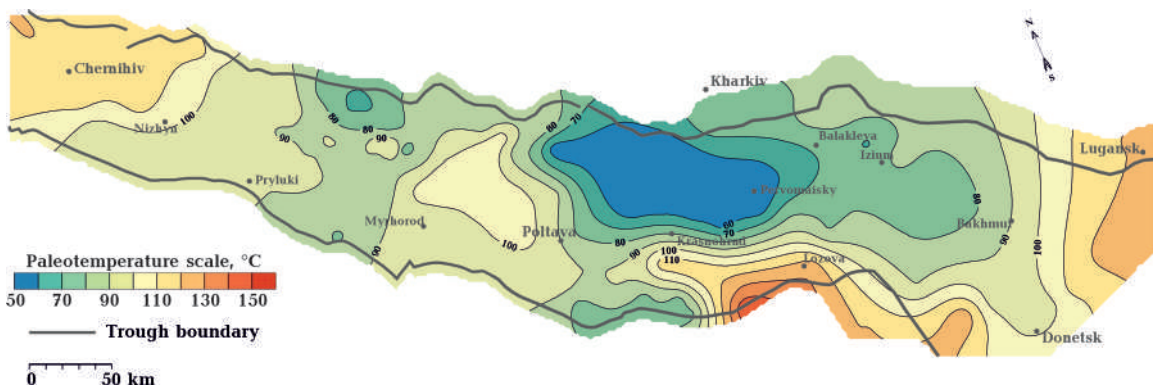 N
S
Kharkiv
Chernihiv
100
Nizhyn
80
80
90
90
80
70
Balakleya
Izium
Lugansk
Pryluki
Pervomaisky
80
Myrhorod
100
Poltava
60
70
80
Krasnohrad
Bakhmut
90
90
90
100
110
100
Lozova
Paleotemperature scale, °C
50 70 90 110 130 150
Trough boundary
Donetsk
0 50 km